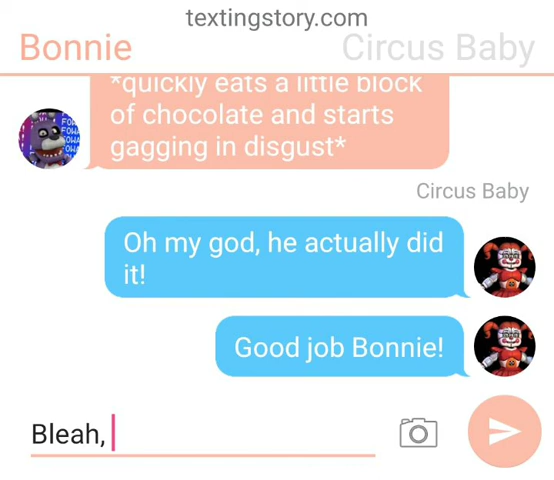 textingstory.com
Bonnie
Circus Baby
*quickly eats a little block
of chocolate and starts
gagging in disgust*
Circus Baby
Oh my god, he actually did
it!
Good job Bonnie!
Bleah,